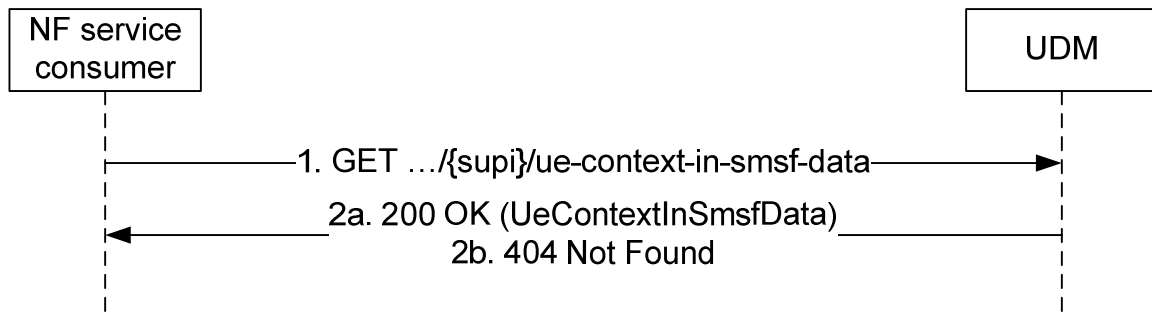 NF service
consumer
UDM
1. GET …/{supi}/ue-context-in-smsf-data
2a. 200 OK (UeContextInSmsfData)
2b. 404 Not Found